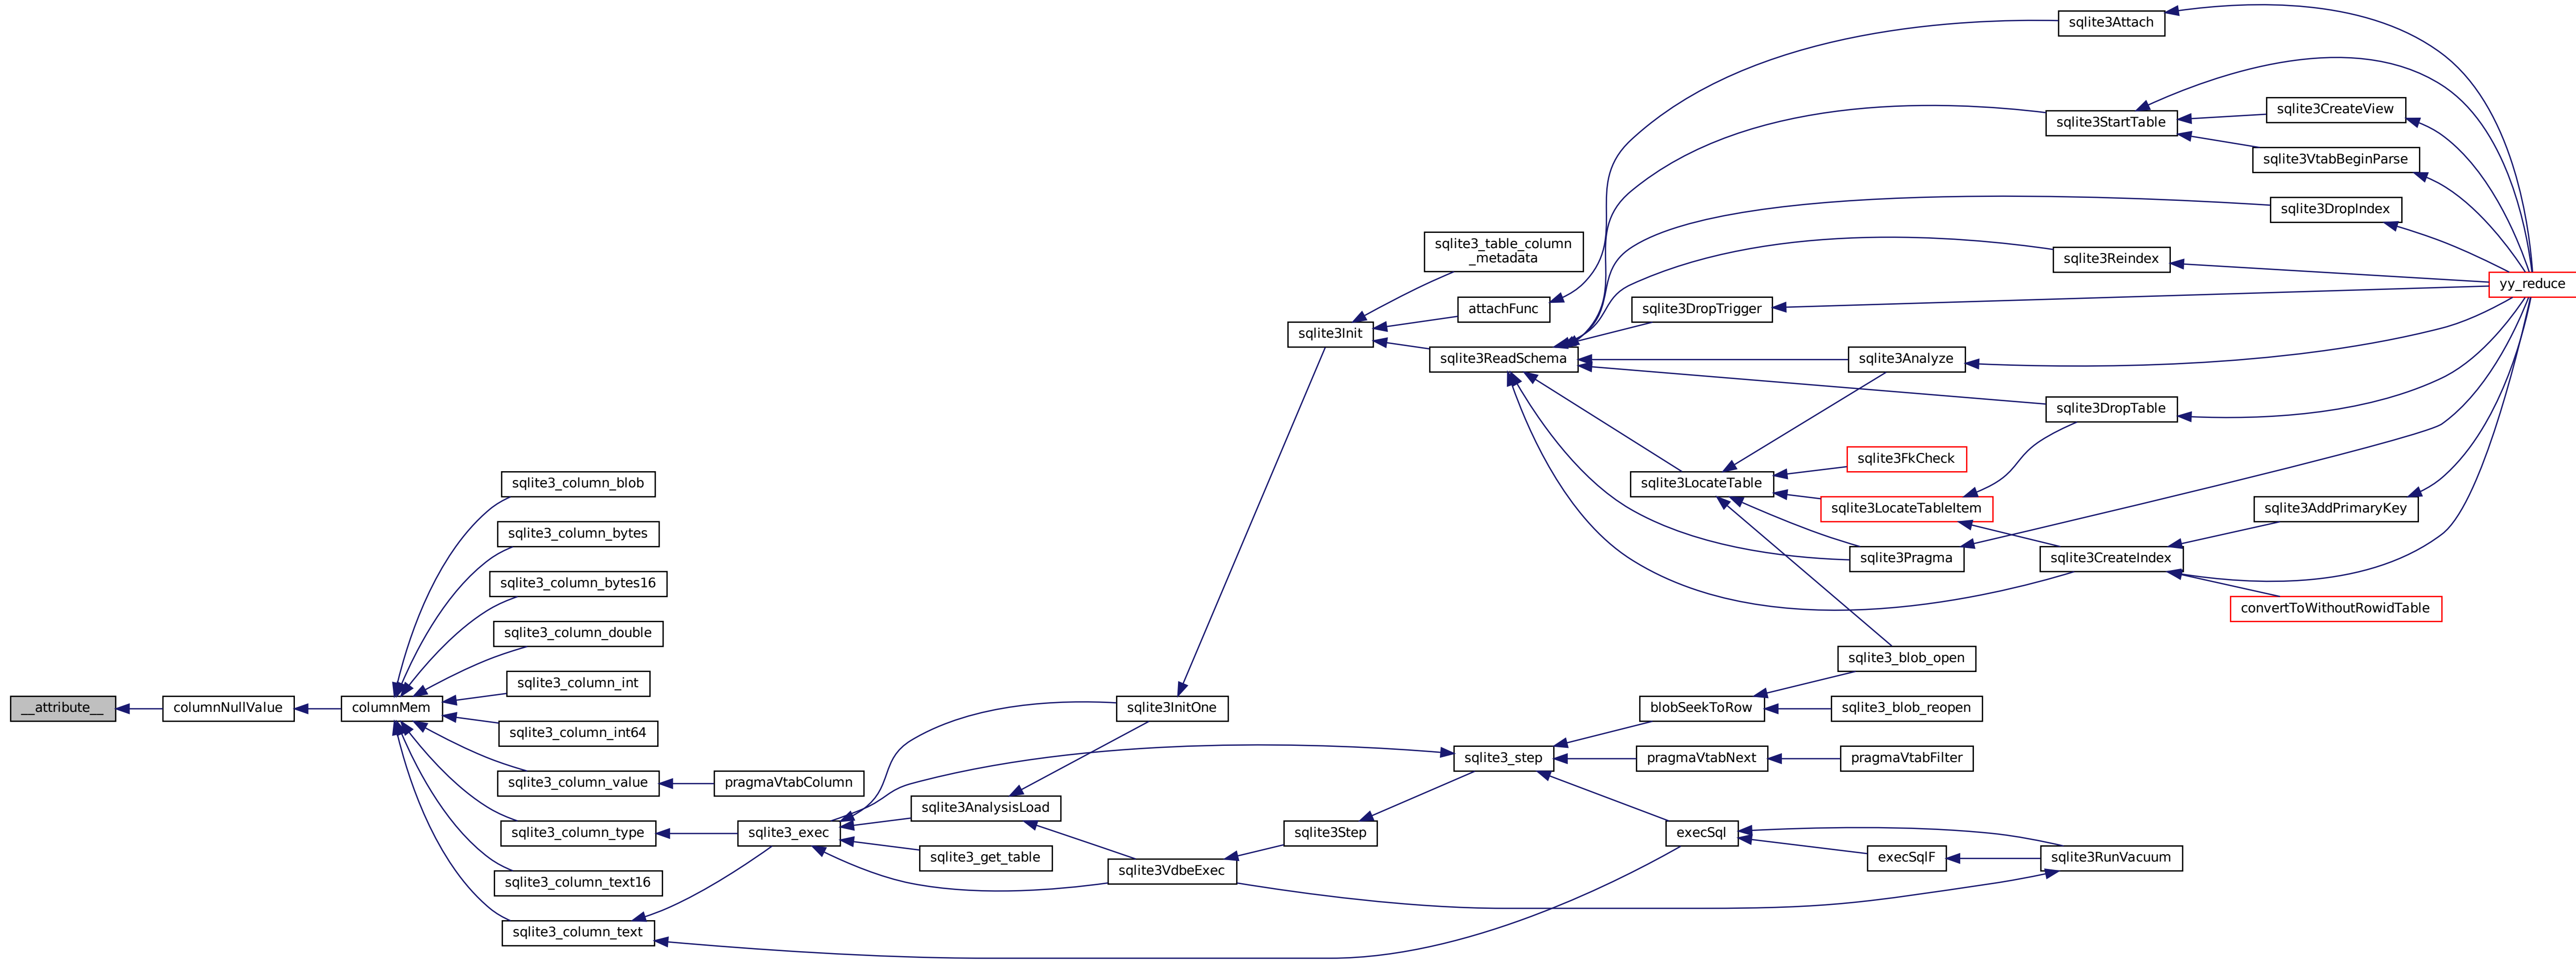 sqlite3Attach
sqlite3CreateView
sqlite3StartTable
sqlite3VtabBeginParse
sqlite3DropIndex
sqlite3_table_column
_metadata
sqlite3Reindex
yy_reduce
attachFunc
sqlite3DropTrigger
sqlite3Init
sqlite3ReadSchema
sqlite3Analyze
sqlite3DropTable
sqlite3FkCheck
sqlite3_column_blob
sqlite3LocateTable
sqlite3LocateTableItem
sqlite3AddPrimaryKey
sqlite3_column_bytes
sqlite3Pragma
sqlite3CreateIndex
sqlite3_column_bytes16
convertToWithoutRowidTable
sqlite3_column_double
sqlite3_blob_open
sqlite3_column_int
__attribute__
columnNullValue
columnMem
sqlite3InitOne
blobSeekToRow
sqlite3_blob_reopen
sqlite3_column_int64
sqlite3_step
pragmaVtabNext
pragmaVtabFilter
sqlite3_column_value
pragmaVtabColumn
sqlite3AnalysisLoad
sqlite3_column_type
sqlite3_exec
sqlite3Step
execSql
sqlite3_get_table
execSqlF
sqlite3RunVacuum
sqlite3VdbeExec
sqlite3_column_text16
sqlite3_column_text